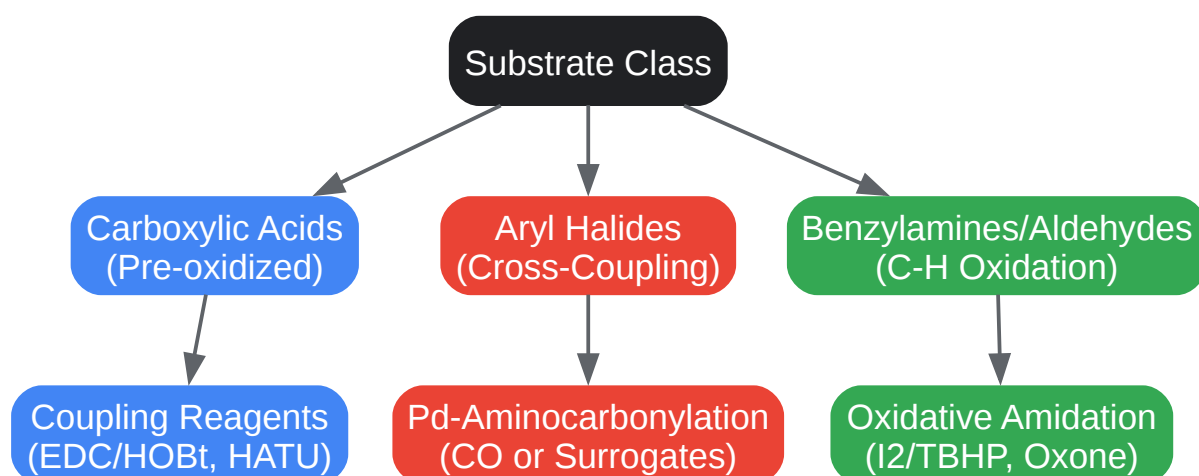 Substrate Class
Carboxylic Acids
(Pre-oxidized)
Aryl Halides
(Cross-Coupling)
Benzylamines/Aldehydes
(C-H Oxidation)
Coupling Reagents
(EDC/HOBt, HATU)
Pd-Aminocarbonylation
(CO or Surrogates)
Oxidative Amidation
(I2/TBHP, Oxone)